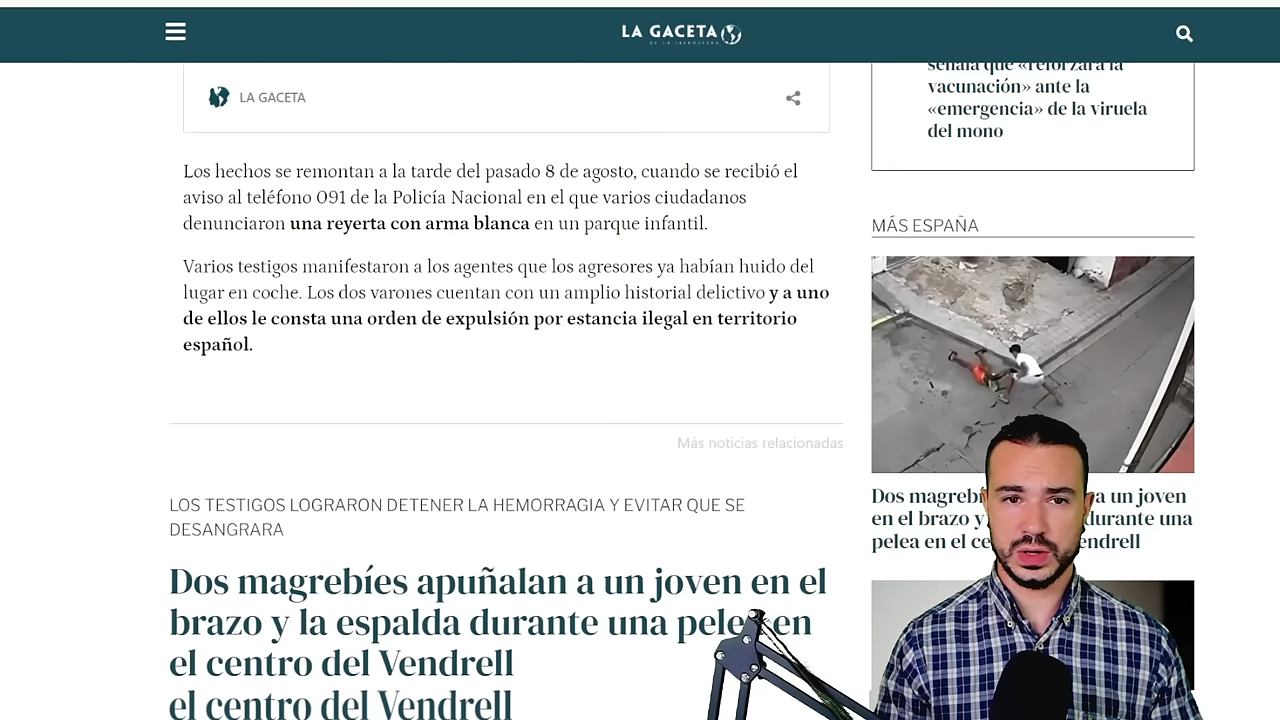 LA GACETA
DE LA IBEROSFERA
LA GACETA
Los hechos se remontan a la tarde del pasado 8 de agosto, cuando se recibió el
aviso al teléfono 091 de la Policía Nacional en el que varios ciudadanos
denunciaron una reyerta con arma blanca en un parque infantil.
Varios testigos manifestaron a los agentes que los agresores ya habían huido del
lugar en coche. Los dos varones cuentan con un amplio historial delictivo y a uno
de ellos le consta una orden de expulsión por estancia ilegal en territorio
español.
Más noticias relacionadas
LOS TESTIGOS LOGRARON DETENER LA HEMORRAGIA Y EVITAR QUE SE
DESANGRARA
Dos magrebíes apuñalan a un joven en el
brazo y la espalda durante una pelea en
el centro del Vendrell
el centro del Vendrell
señala que «reforzará la
vacunación» ante la
«emergencia» de la viruela
del mono
MÁS ESPAÑA
Dos a un joven
en el brazo y durante una
pelea en el